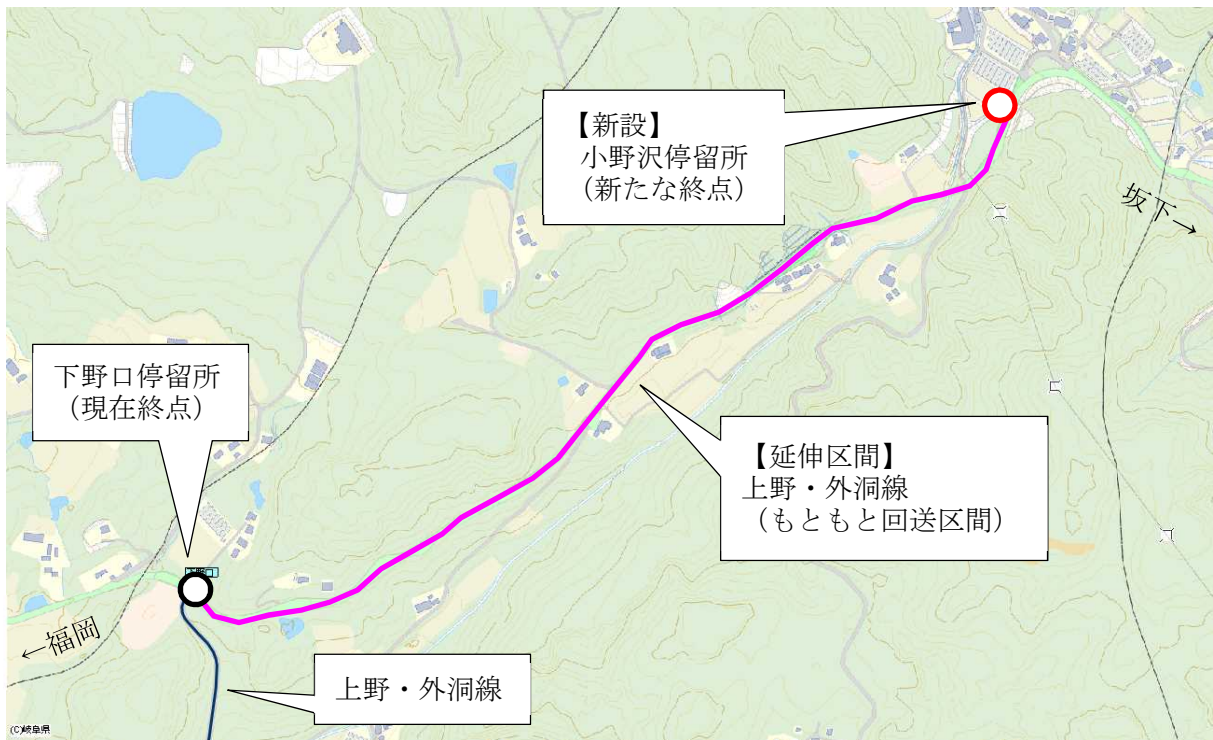 【新設】
小野沢停留所
(新たな終点)
坂下→
下野口停留所
(現在終点)
【延伸区間】
上野・外洞線
(もともと回送区間)
←福岡
上野・外洞線
(C)岐阜県